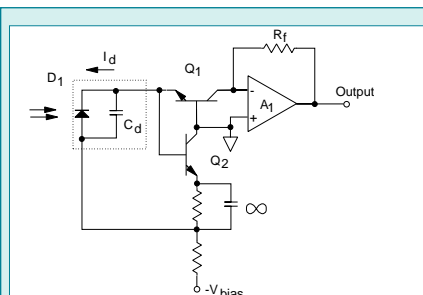 R_f
I_d
Q_1
D_1
Output
A_1
-
+
C_d
Q_2
∞
-V_bias